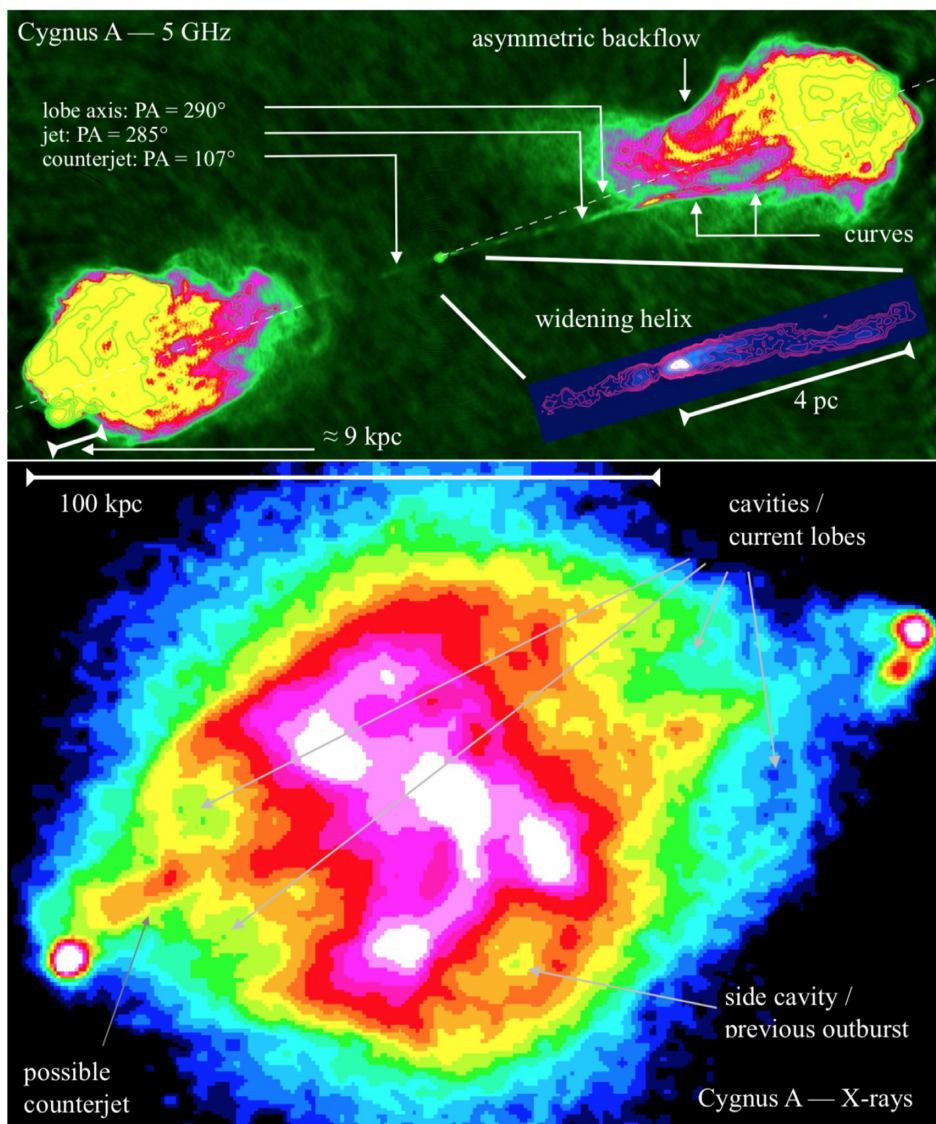 Cygnus A — 5 GHz
asymmetric backflow
lobe axis: PA = 290°
jet: PA = 285°
counterjet: PA = 107°
curves
widening helix
4 pc
≈ 9 kpc
100 kpc
cavities /
current lobes
side cavity /
previous outburst
possible
counterjet
Cygnus A — X-rays